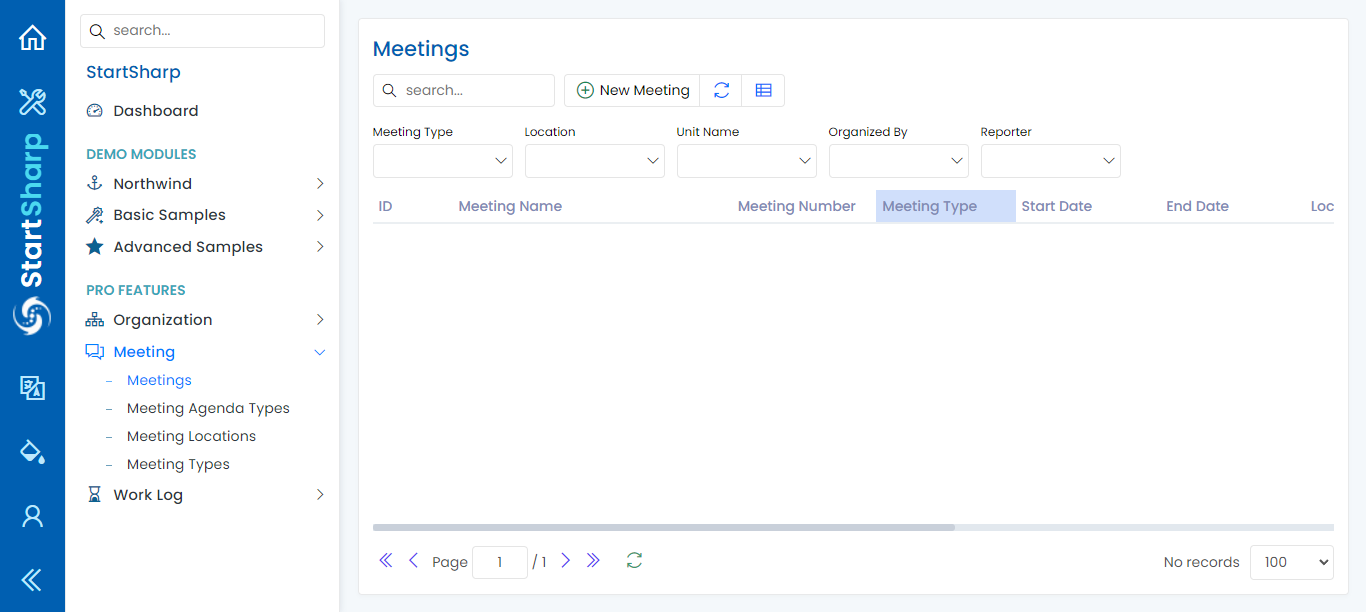 StartSharp
search...
StartSharp
Dashboard
DEMO MODULES
Northwind
Basic Samples
Advanced Samples
PRO FEATURES
Organization
Meeting
Meetings
Meeting Agenda Types
Meeting Locations
Meeting Types
Work Log
Meetings
search...
New Meeting
Meeting Type Location Unit Name Organized By Reporter
ID Meeting Name Meeting Number Meeting Type Start Date End Date Loc
Page 1 / 1
No records 100